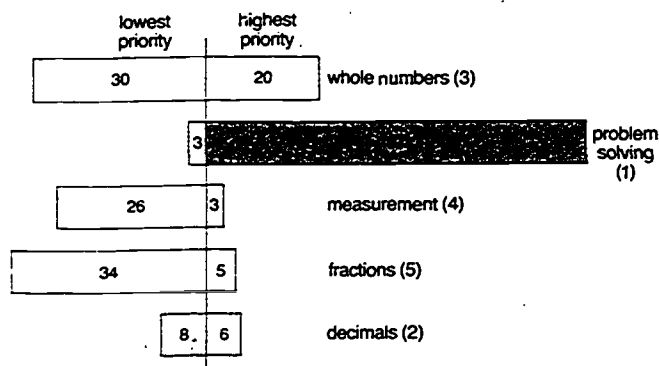 lowest priority
highest priority
30
20
whole numbers (3)
3
problem solving (1)
26
3
measurement (4)
34
5
fractions (5)
8
6
decimals (2)